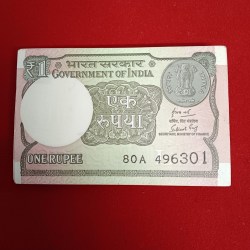 ₹1 भारत सरकार
GOVERNMENT OF INDIA
एक
रुपया
ONE RUPEE 80A 496301